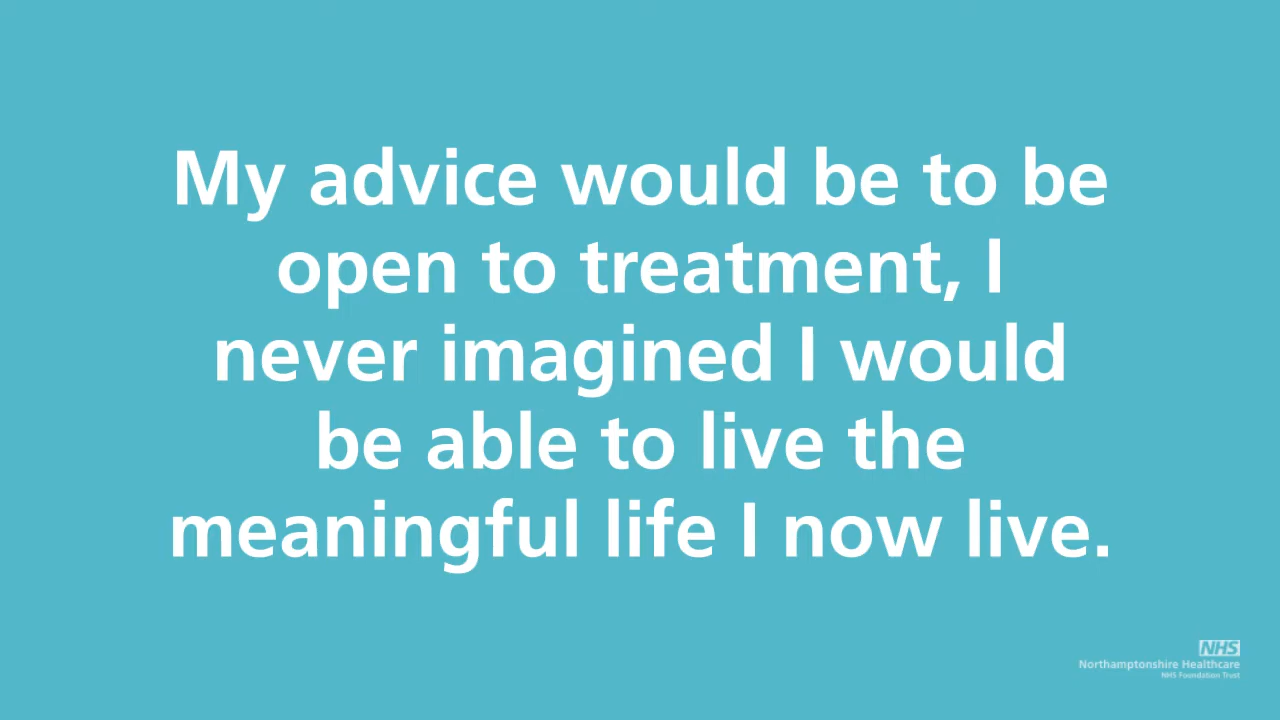 My advice would be to be
open to treatment, I
never imagined I would
be able to live the
meaningful life I now live.
NHS
Northamptonshire Healthcare
NHS Foundation Trust